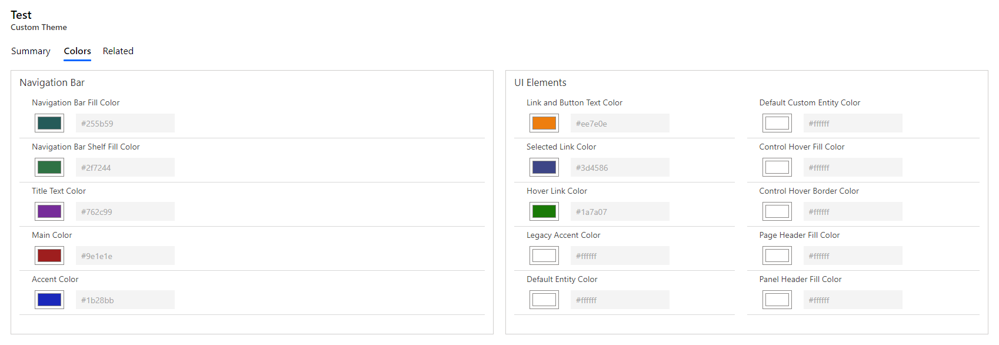 Test
Custom Theme
Summary Colors Related
Navigation Bar
Navigation Bar Fill Color
#255b59
Navigation Bar Shelf Fill Color
#2f7244
Title Text Color
#762c99
Main Color
#9e1e1e
Accent Color
#1b28bb
UI Elements
Link and Button Text Color
#ee7e0e
Selected Link Color
#3d4586
Hover Link Color
#1a7a07
Legacy Accent Color
#ffffff
Default Entity Color
#ffffff
Default Custom Entity Color
#ffffff
Control Hover Fill Color
#ffffff
Control Hover Border Color
#ffffff
Page Header Fill Color
#ffffff
Panel Header Fill Color
#ffffff